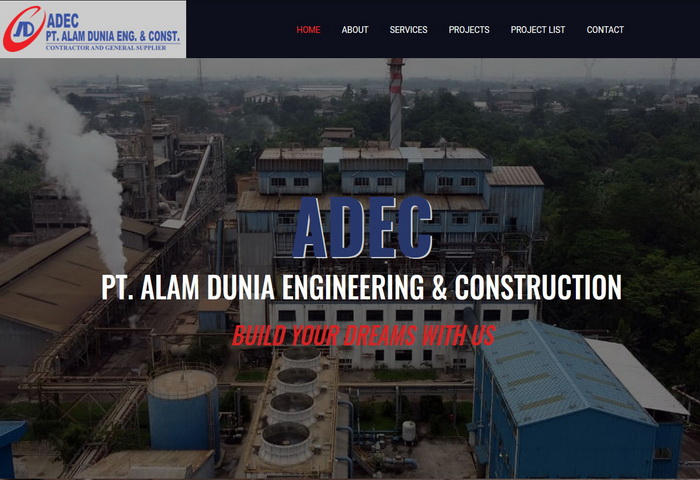 ADEC
PT. ALAM DUNIA ENG. & CONST.
CONTRACTOR AND GENERAL SUPPLIER
HOME ABOUT SERVICES PROJECTS PROJECT LIST CONTACT
ADEC
PT. ALAM DUNIA ENGINEERING & CONSTRUCTION
BUILD YOUR DREAMS WITH US